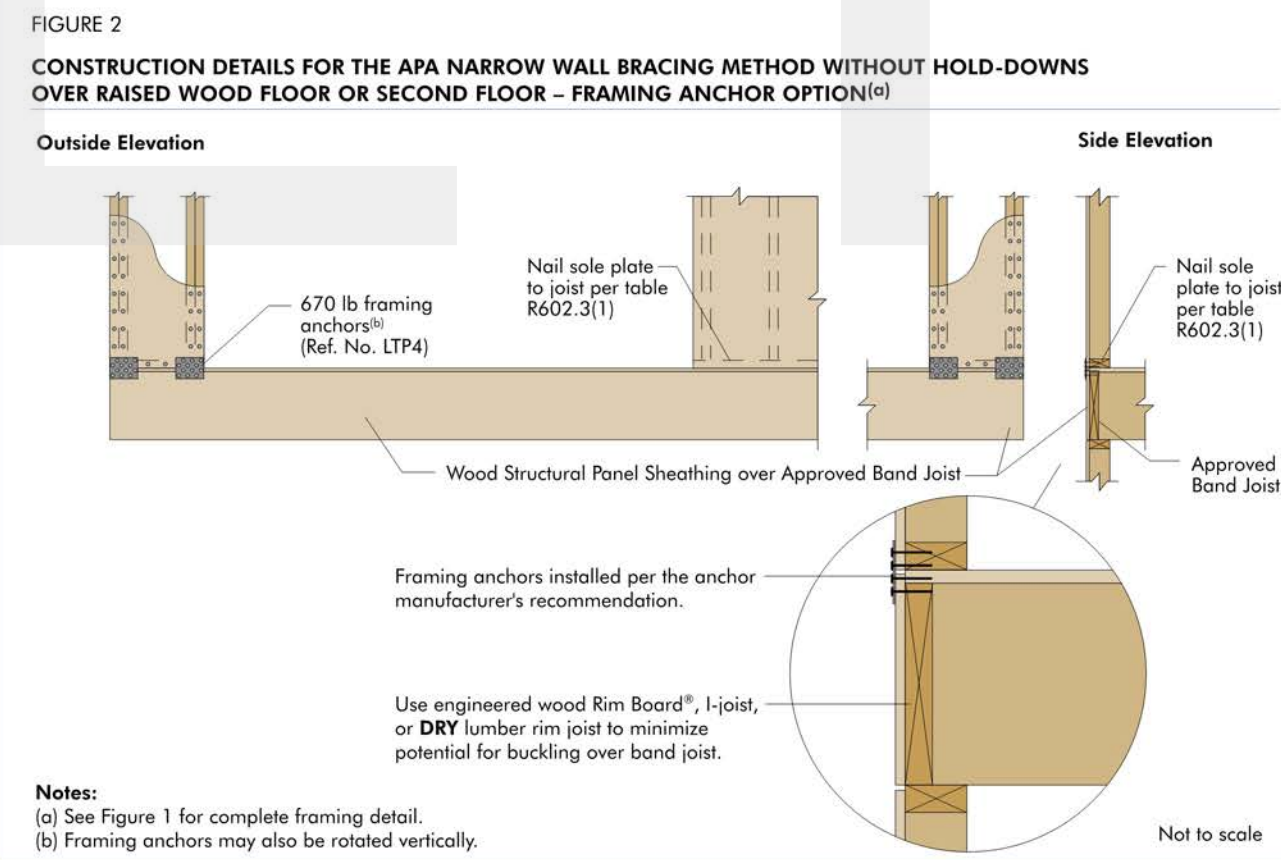 FIGURE 2
CONSTRUCTION DETAILS FOR THE APA NARROW WALL BRACING METHOD WITHOUT HOLD-DOWNS
OVER RAISED WOOD FLOOR OR SECOND FLOOR – FRAMING ANCHOR OPTION(a)
Outside Elevation
Side Elevation
670 lb framing
anchors(b)
(Ref. No. LTP4)
Nail sole plate
to joist per table
R602.3(1)
Nail sole
plate to joist
per table
R602.3(1)
Wood Structural Panel Sheathing over Approved Band Joist
Approved
Band Joist
Framing anchors installed per the anchor
manufacturer's recommendation.
Use engineered wood Rim Board®, I-joist,
or DRY lumber rim joist to minimize
potential for buckling over band joist.
Notes:
(a) See Figure 1 for complete framing detail.
(b) Framing anchors may also be rotated vertically.
Not to scale